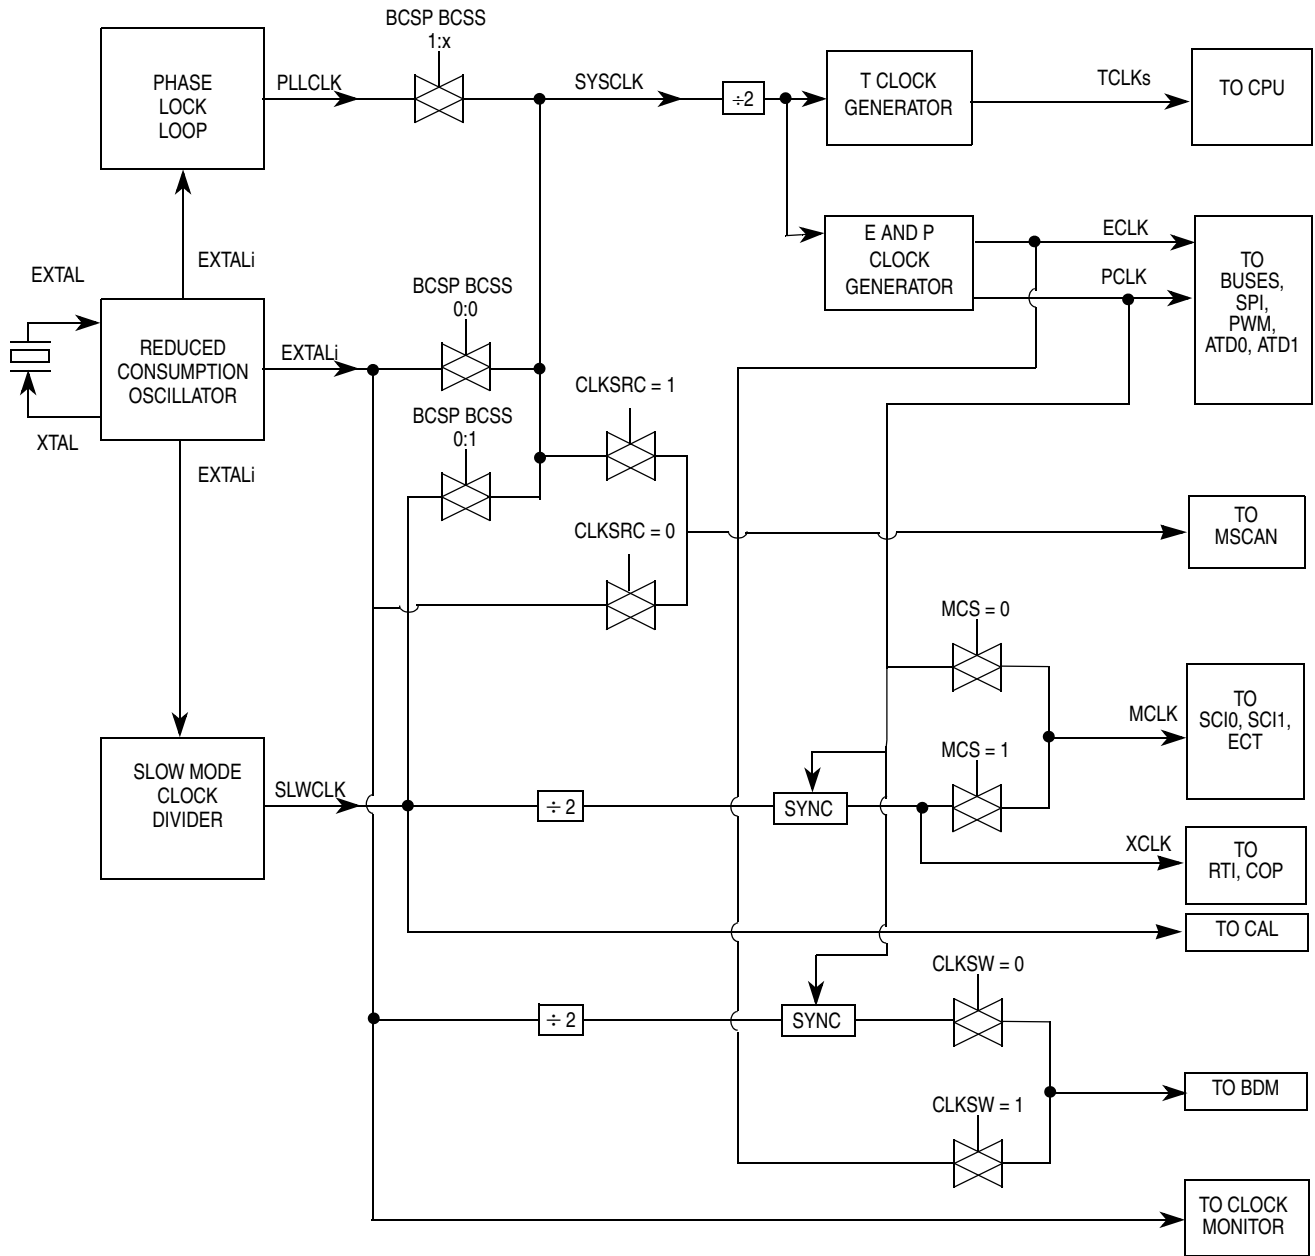 BCSP BCSS
1:x
PHASE
LOCK
LOOP
PLLCLK
SYSCLK
÷2
T CLOCK
GENERATOR
TCLKs
TO CPU
EXTALi
E AND P
CLOCK
GENERATOR
ECLK
PCLK
TO
BUSES,
SPI,
PWM,
ATD0, ATD1
EXTAL
BCSP BCSS
0:0
REDUCED
CONSUMPTION
OSCILLATOR
EXTALi
CLKSRC = 1
BCSP BCSS
0:1
XTAL
EXTALi
CLKSRC = 0
TO
MSCAN
MCS = 0
TO
SCI0, SCI1,
ECT
MCLK
MCS = 1
SLOW MODE
CLOCK
DIVIDER
SLWCLK
÷ 2
SYNC
XCLK
TO
RTI, COP
TO CAL
CLKSW = 0
÷ 2
SYNC
TO BDM
CLKSW = 1
TO CLOCK
MONITOR